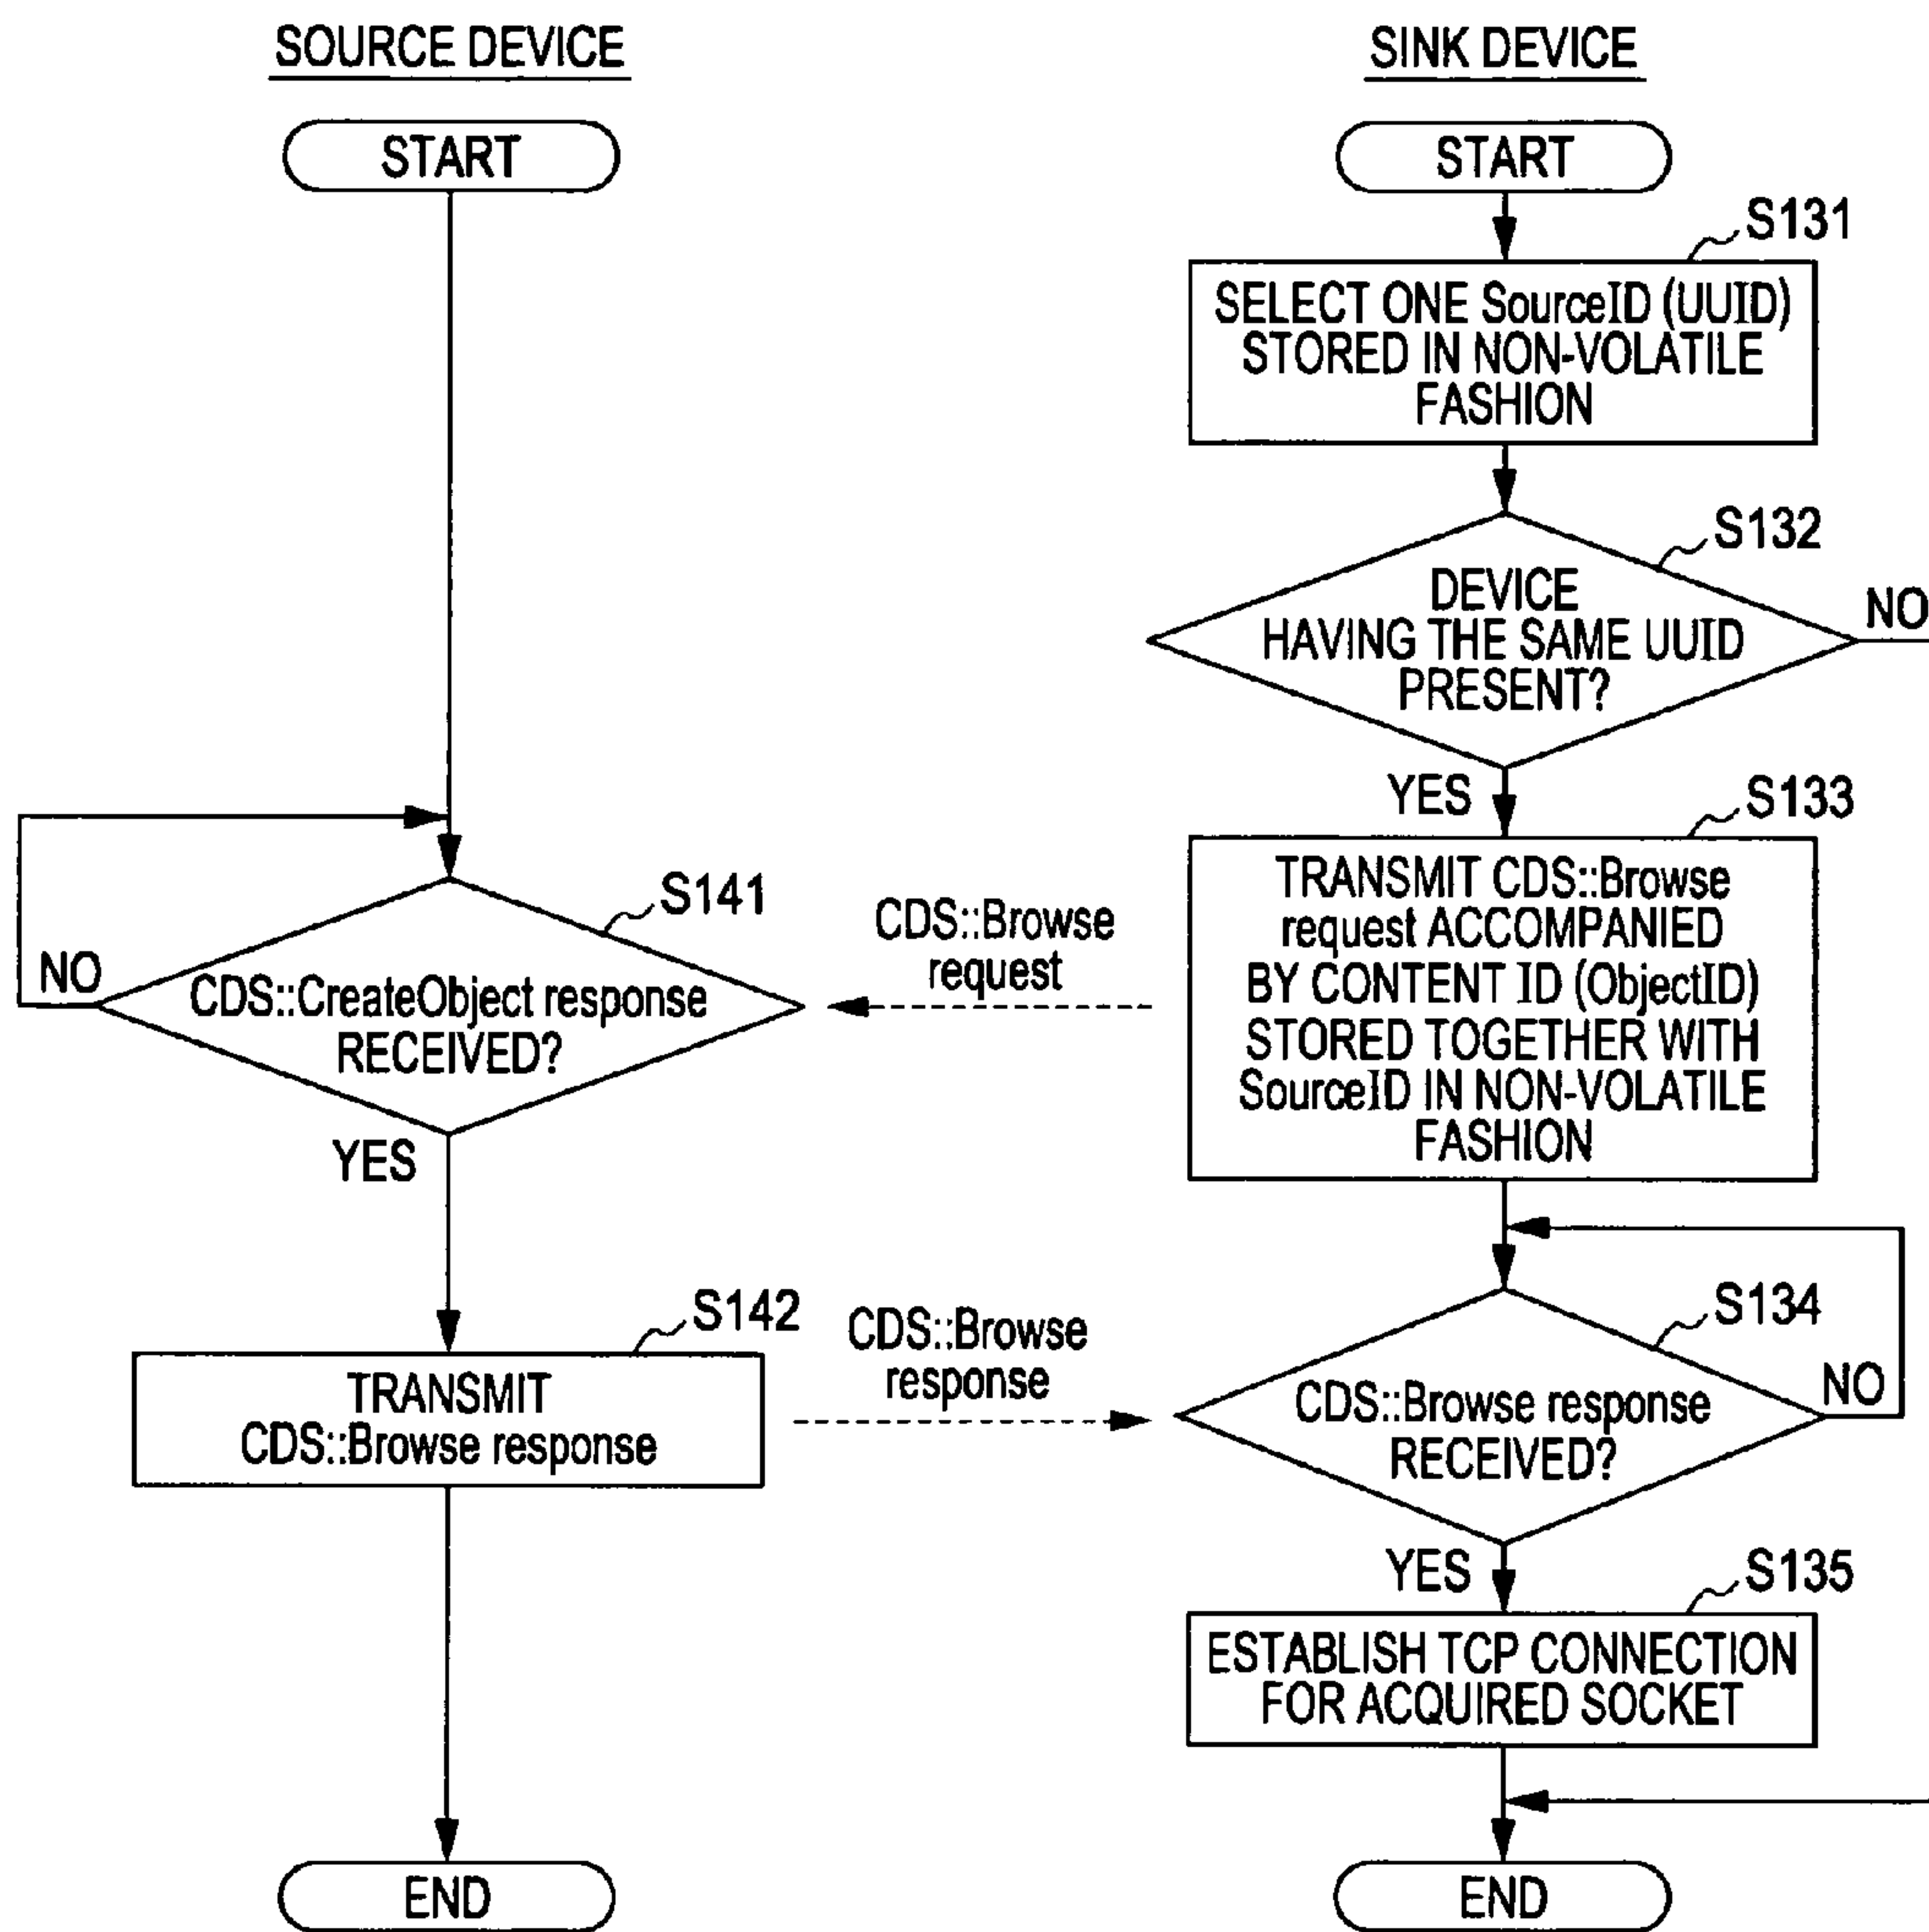 SOURCE DEVICE
START
S141
CDS::CreateObject response
RECEIVED?
NO
YES
S142
TRANSMIT
CDS::Browse response
END
CDS::Browse
request
CDS::Browse
response
SINK DEVICE
START
S131
SELECT ONE SourceID (UUID)
STORED IN NON-VOLATILE
FASHION
S132
DEVICE
HAVING THE SAME UUID
PRESENT?
NO
YES
S133
TRANSMIT CDS::Browse
request ACCOMPANIED
BY CONTENT ID (ObjectID)
STORED TOGETHER WITH
SourceID IN NON-VOLATILE
FASHION
S134
CDS::Browse response
RECEIVED?
NO
YES
S135
ESTABLISH TCP CONNECTION
FOR ACQUIRED SOCKET
END